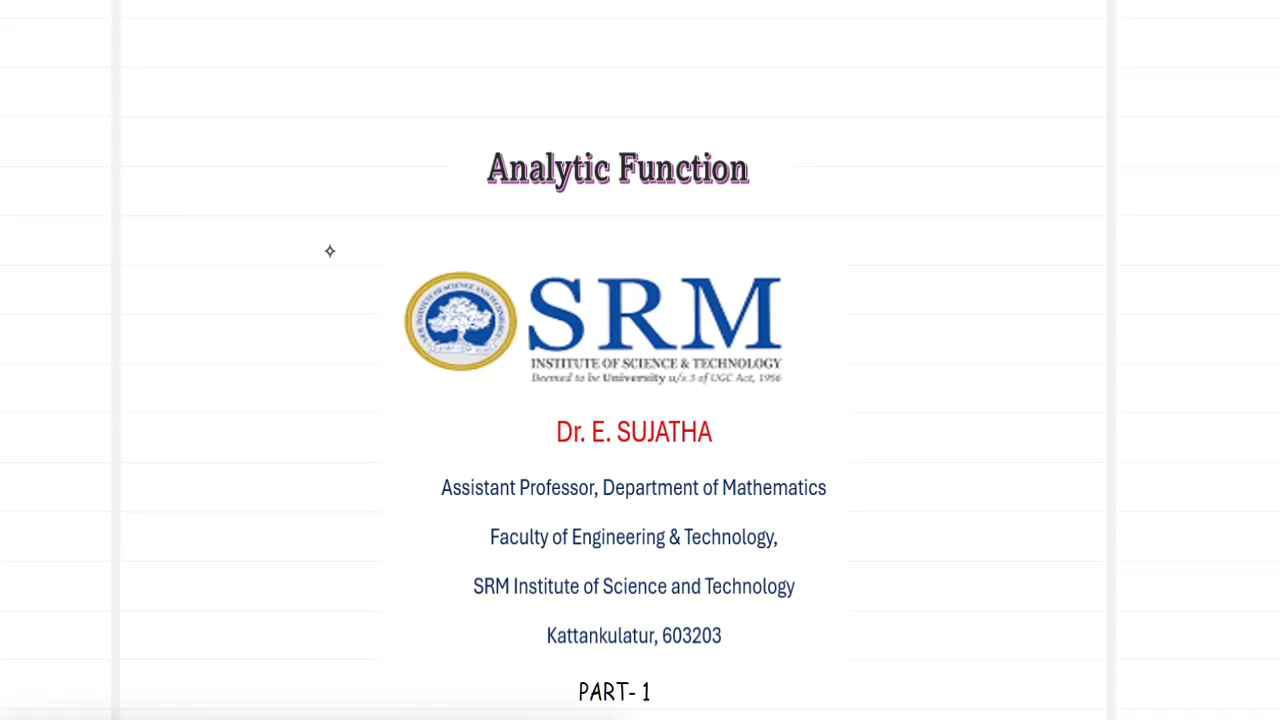 Analytic Function
SRM
INSTITUTE OF SCIENCE & TECHNOLOGY
Deemed to be University u/s 3 of UGC Act, 1956
Dr. E. SUJATHA
Assistant Professor, Department of Mathematics
Faculty of Engineering & Technology,
SRM Institute of Science and Technology
Kattankulatur, 603203
PART- 1